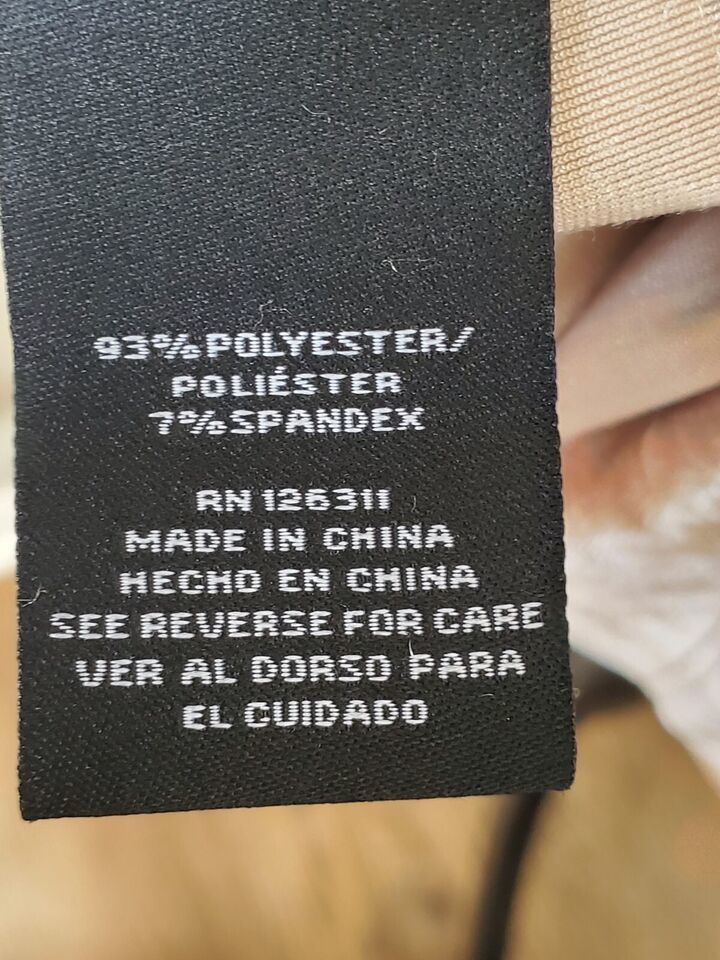 93% POLYESTER/
POLIÉSTER
7% SPANDEX
RN 126311
MADE IN CHINA
HECHO EN CHINA
SEE REVERSE FOR CARE
VER AL DORSO PARA
EL CUIDADO